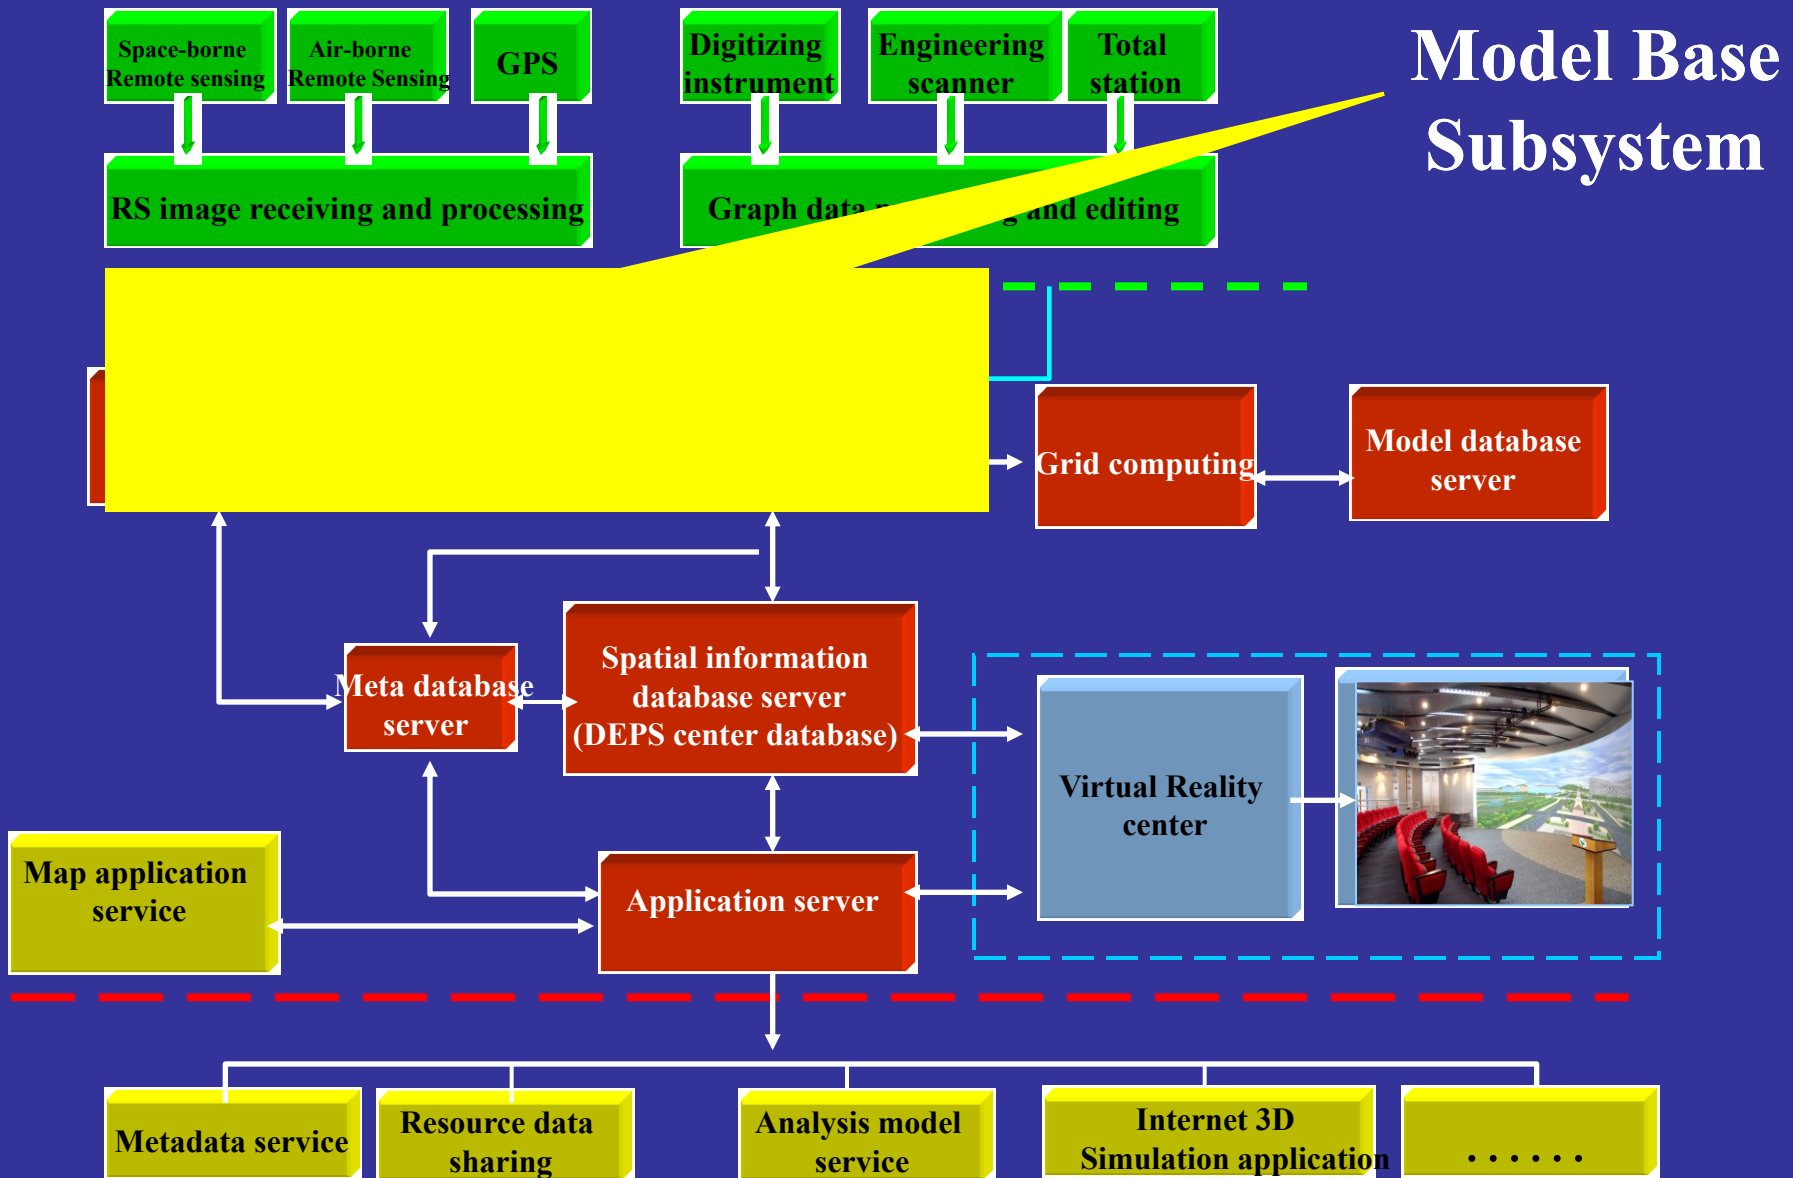 Model Base
Subsystem
Space-borne
Remote sensing
Air-borne
Remote Sensing
GPS
Digitizing
instrument
Engineering
scanner
Total
station
RS image receiving and processing
Graph data and editing
Grid computing
Model database
server
Meta database
server
Spatial information
database server
(DEPS center database)
Virtual Reality
center
Map application
service
Application server
Metadata service
Resource data
sharing
Analysis model
service
Internet 3D
Simulation application
. . . . . .